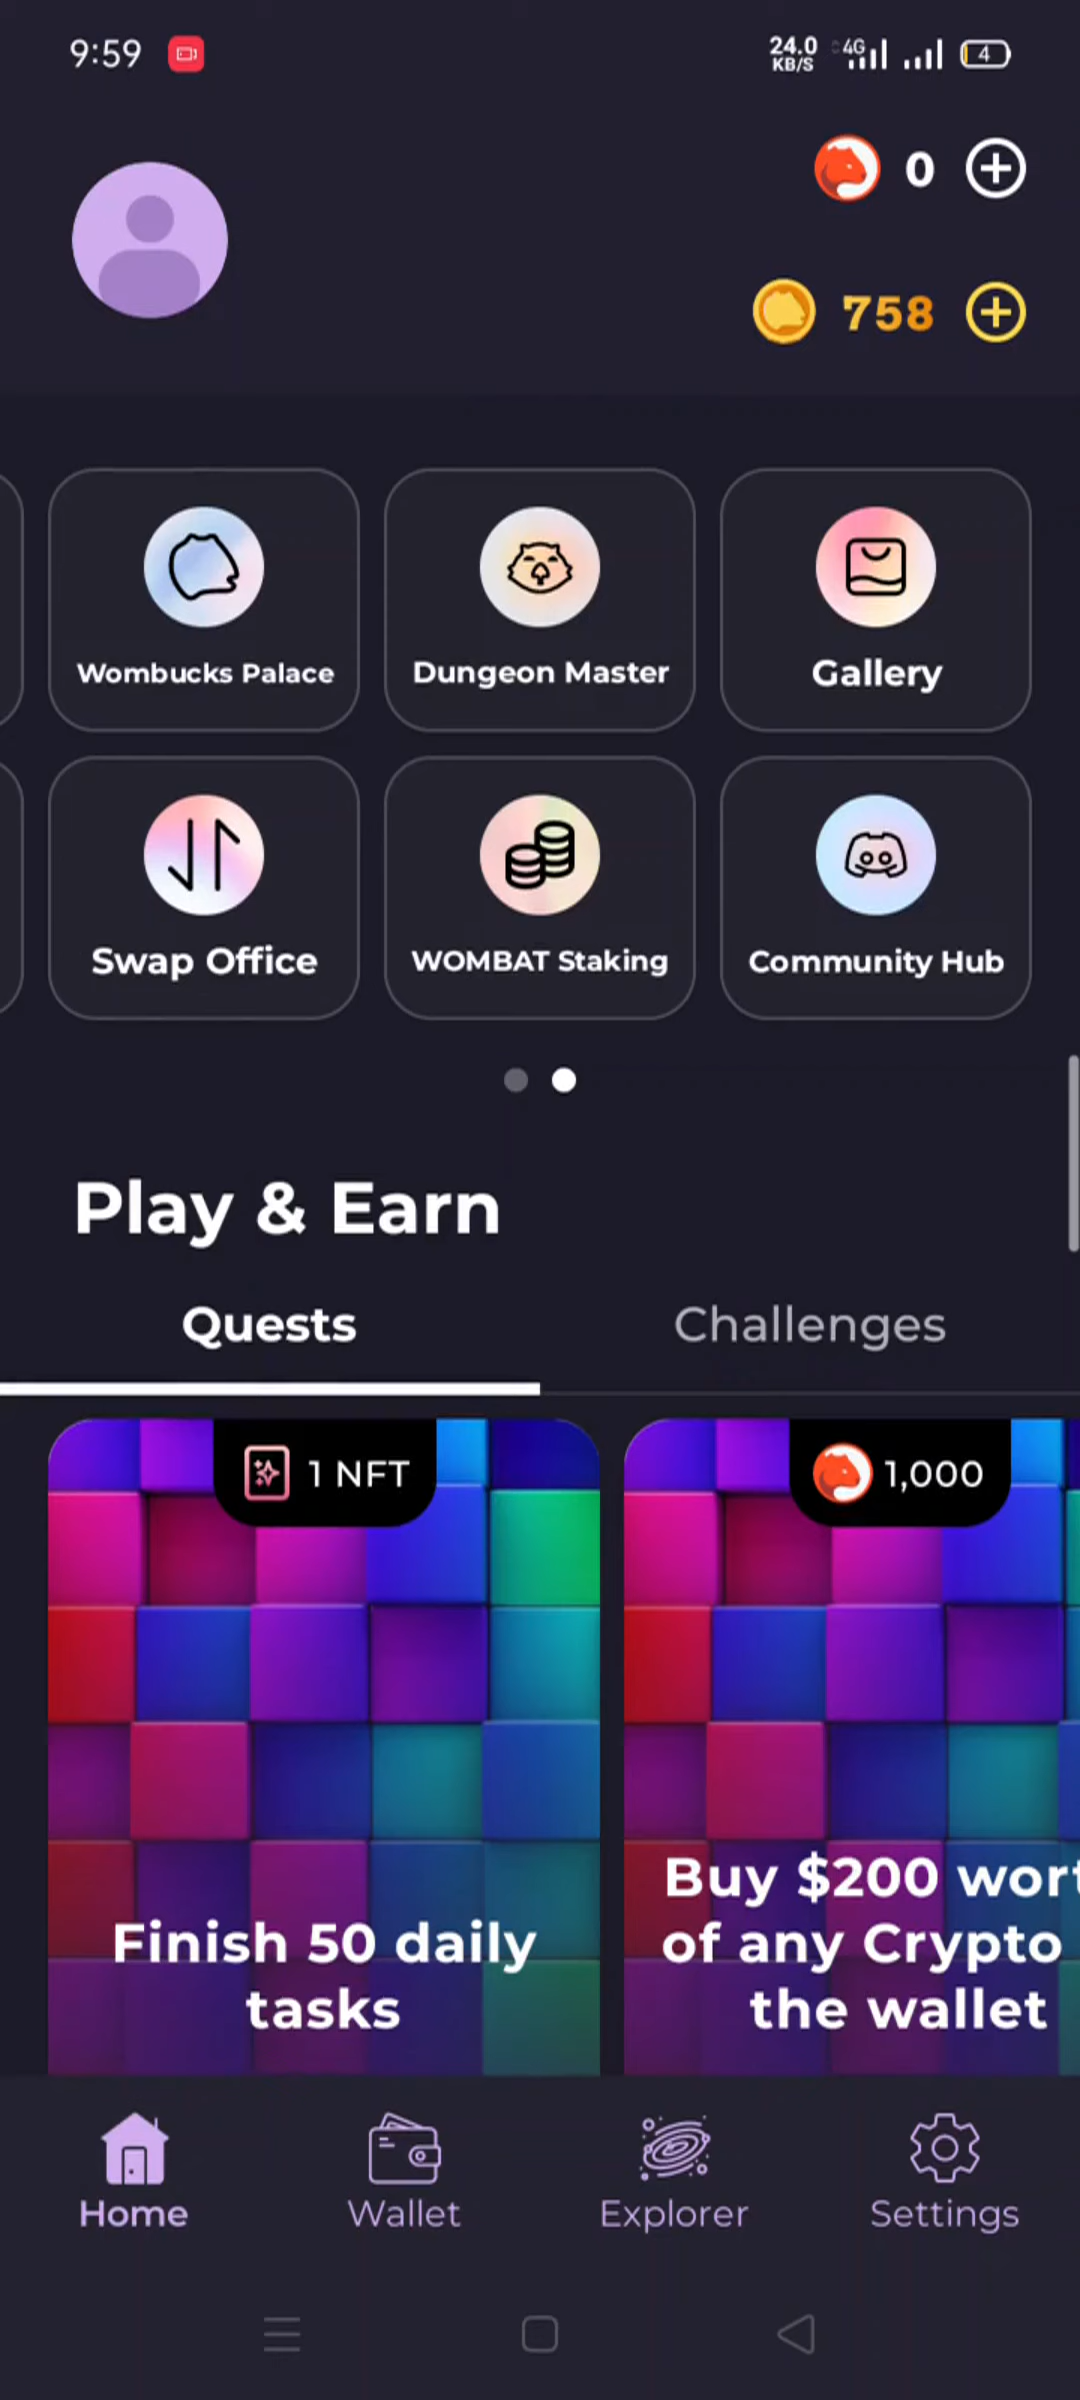 9:59
24.0
KB/S
4G
4
0
758
Wombucks Palace
Dungeon Master
Gallery
Swap Office
WOMBAT Staking
Community Hub
Play & Earn
Quests
Challenges
1 NFT
1,000
Finish 50 daily
tasks
Buy $200 wort
of any Crypto
the wallet
Home
Wallet
Explorer
Settings